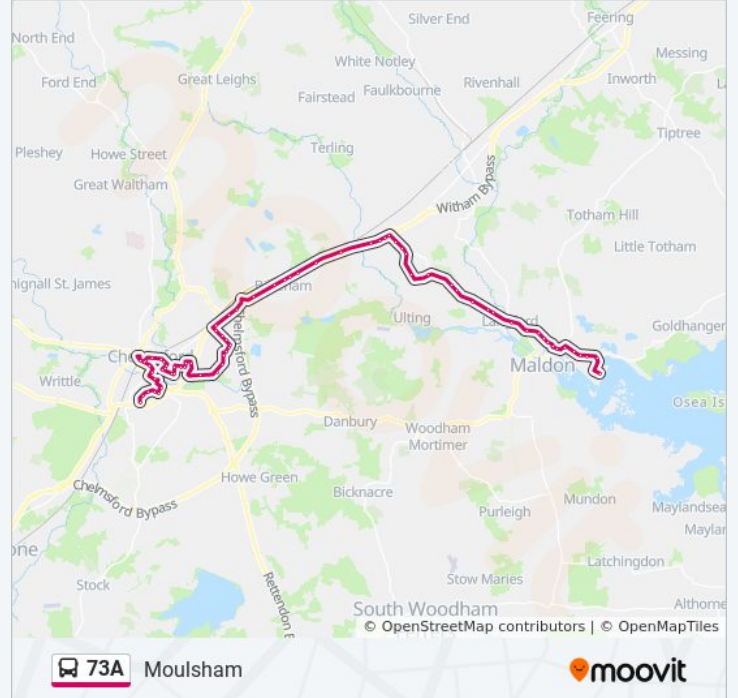 Silver End
Feering
North End
White Notley
Messing
Ford End
Great Leighs
Rivenhall
Inworth
Faulkbourne
Fairstead
Tiptree
Terling
Pleshey
Howe Street
Great Waltham
Witham Bypass
Totham Hill
Little Totham
hignall St. James
Chelmsford Bypass
Ulting
Goldhanger
Maldon
Writtle
Osea Is
Danbury
Woodham
Mortimer
Howe Green
Chelmsford Bypass
Bicknacre
Mundon
Purleigh
Maylandsea
Maylan
Latchingdon
Stow Maries
Stock
Rettendon
Althorne
South Woodham
© OpenStreetMap contributors | © OpenMapTiles
73A Moulsham
moovit